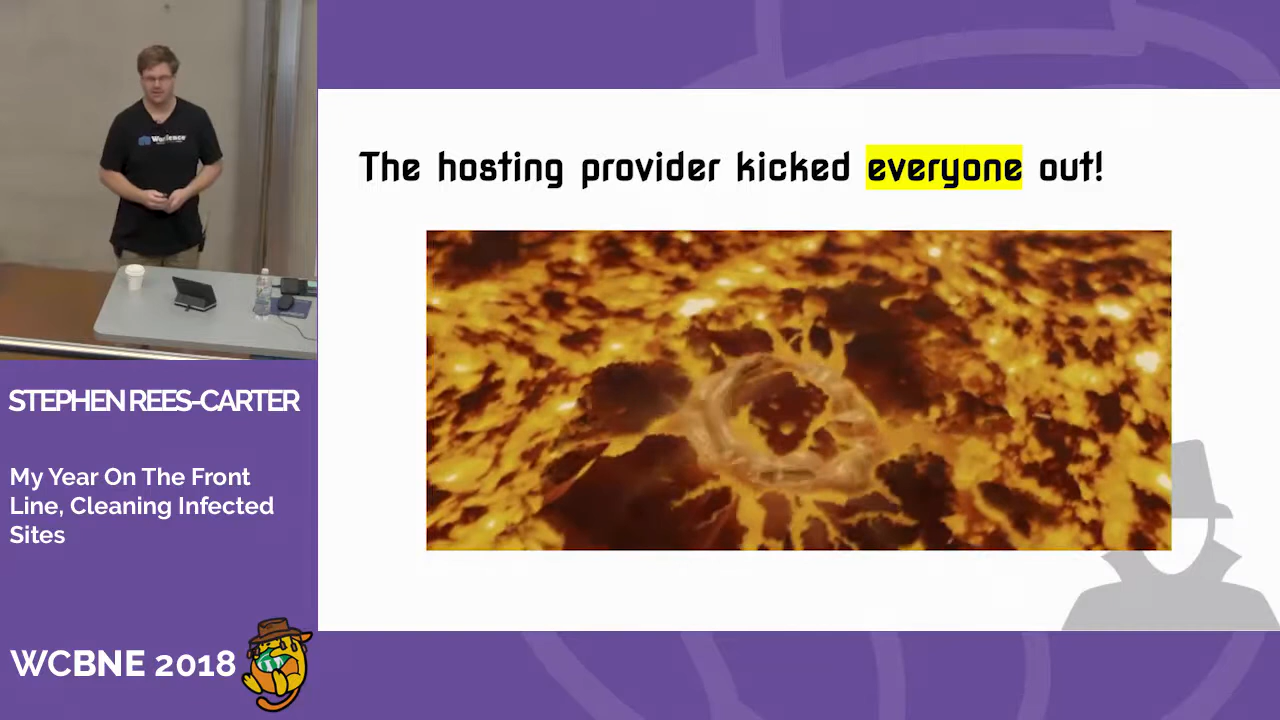 Wordfence
The hosting provider kicked everyone out!
STEPHEN REES-CARTER
My Year On The Front
Line, Cleaning Infected
Sites
WCBNE 2018